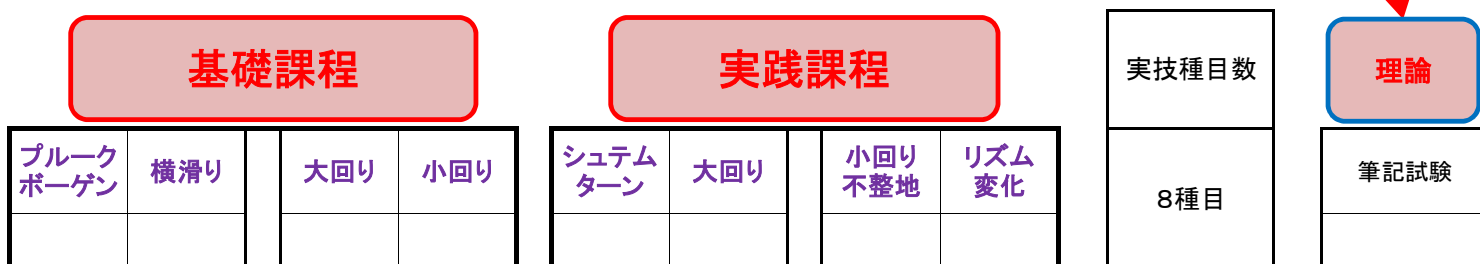 基礎課程
実践課程
実技種目数
理論
プルーク
ボーゲン
横滑り
大回り
小回り
シュテム
ターン
大回り
小回り
不整地
リズム
変化
8種目
筆記試験